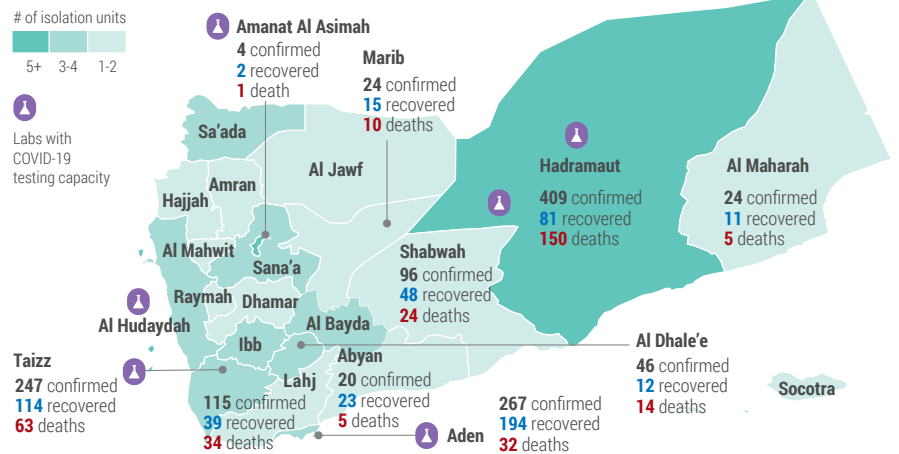 # of isolation units
5+ 3-4 1-2
Labs with
COVID-19
testing capacity
Amanat Al Asimah
4 confirmed
2 recovered
1 death
Marib
24 confirmed
15 recovered
10 deaths
Sa'ada
Al Jawf
Amran
Hajjah
Hadramaut
409 confirmed
81 recovered
150 deaths
Al Maharah
24 confirmed
11 recovered
5 deaths
Al Mahwit
Sana'a
Shabwah
96 confirmed
48 recovered
24 deaths
Raymah
Dhamar
Al Hudaydah
Al Bayda
Ibb
Al Dhale'e
46 confirmed
12 recovered
14 deaths
Taizz
247 confirmed
114 recovered
63 deaths
Abyan
20 confirmed
23 recovered
5 deaths
Lahj
115 confirmed
39 recovered
34 deaths
Aden
267 confirmed
194 recovered
32 deaths
Socotra